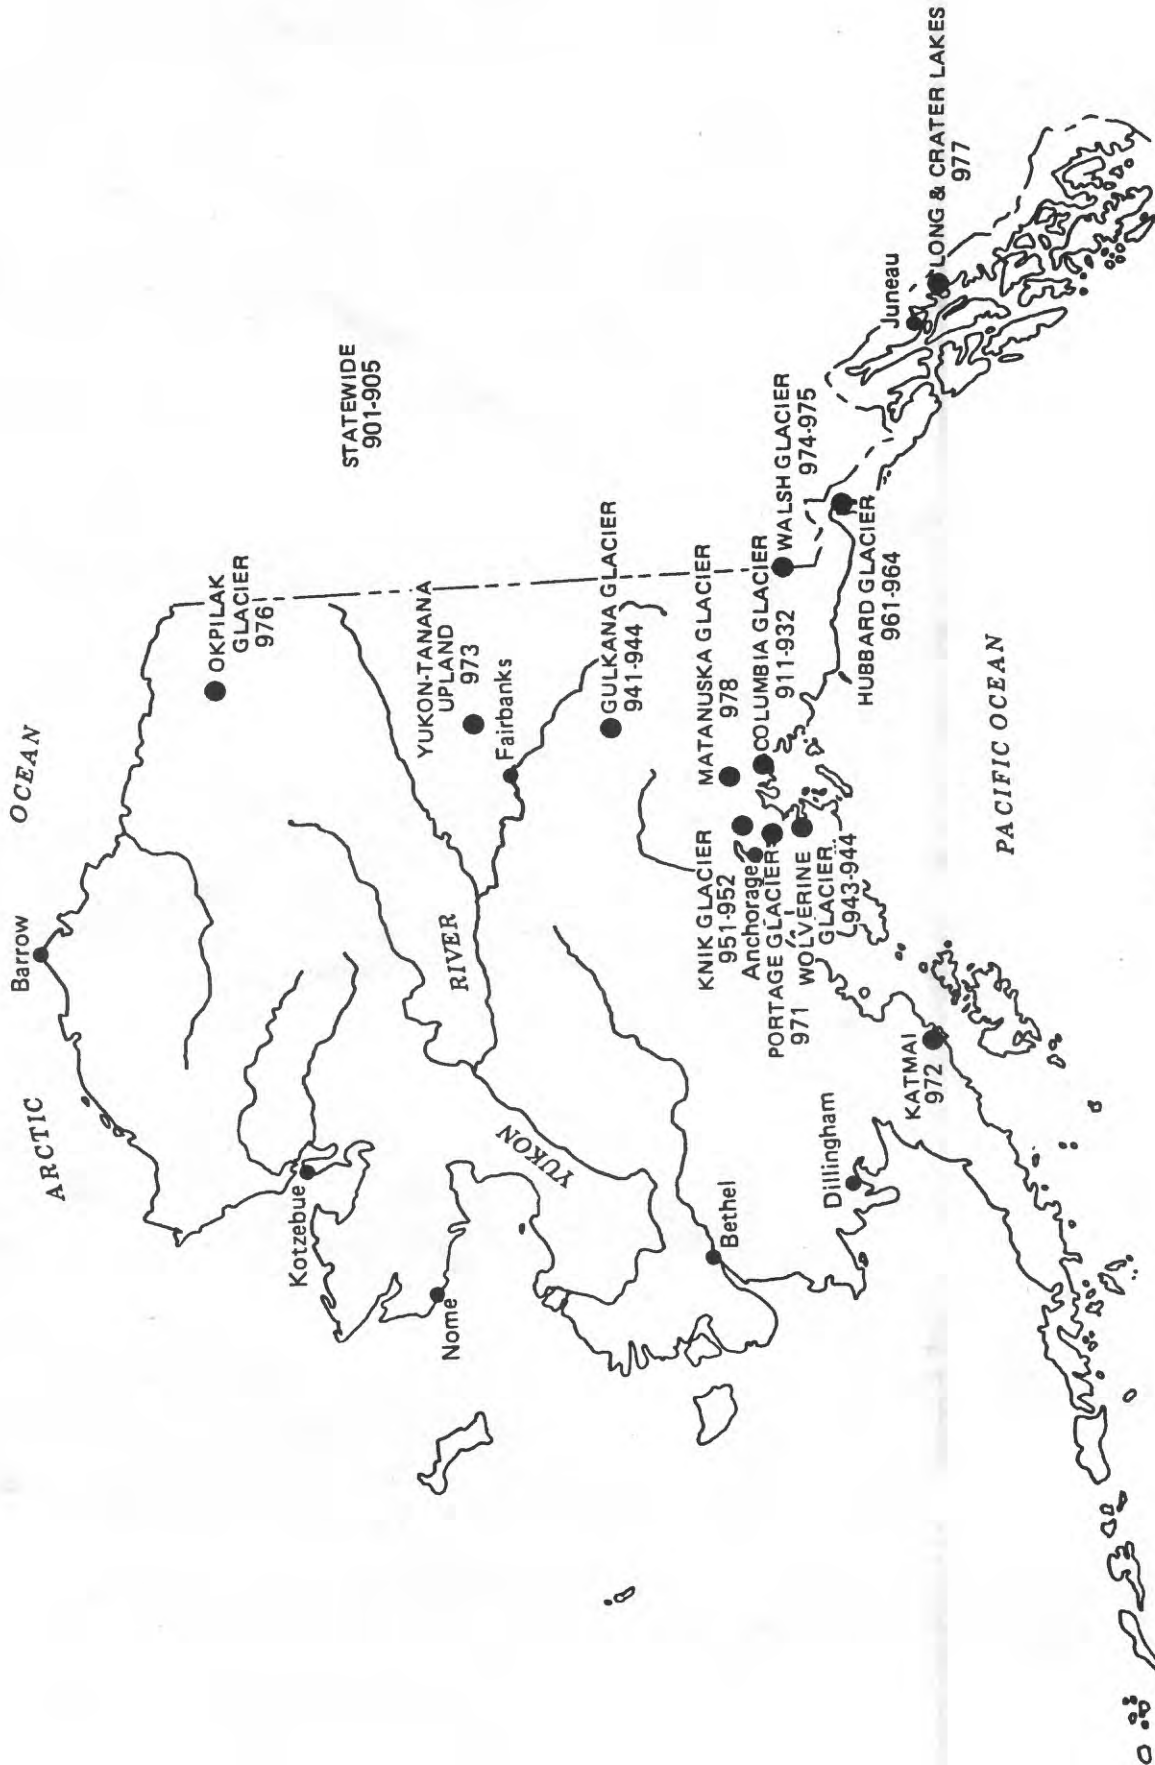 ARCTIC
OCEAN
Barrow
OKPILAK
GLACIER
976
STATEWIDE
901-905
Kotzebue
Nome
YUKON
RIVER
YUKON-TANANA
UPLAND
973
Fairbanks
GULKANA GLACIER
941-944
Bethel
KNIK GLACIER
951-952
Anchorage
PORTAGE GLACIER
971
WOLVERINE
GLACIER
943-944
MATANUSKA GLACIER
978
COLUMBIA GLACIER
911-932
WALSH GLACIER
974-975
HUBBARD GLACIER
961-964
Juneau
LONG & CRATER LAKES
977
Dillingham
KATMAI
972
PACIFIC OCEAN